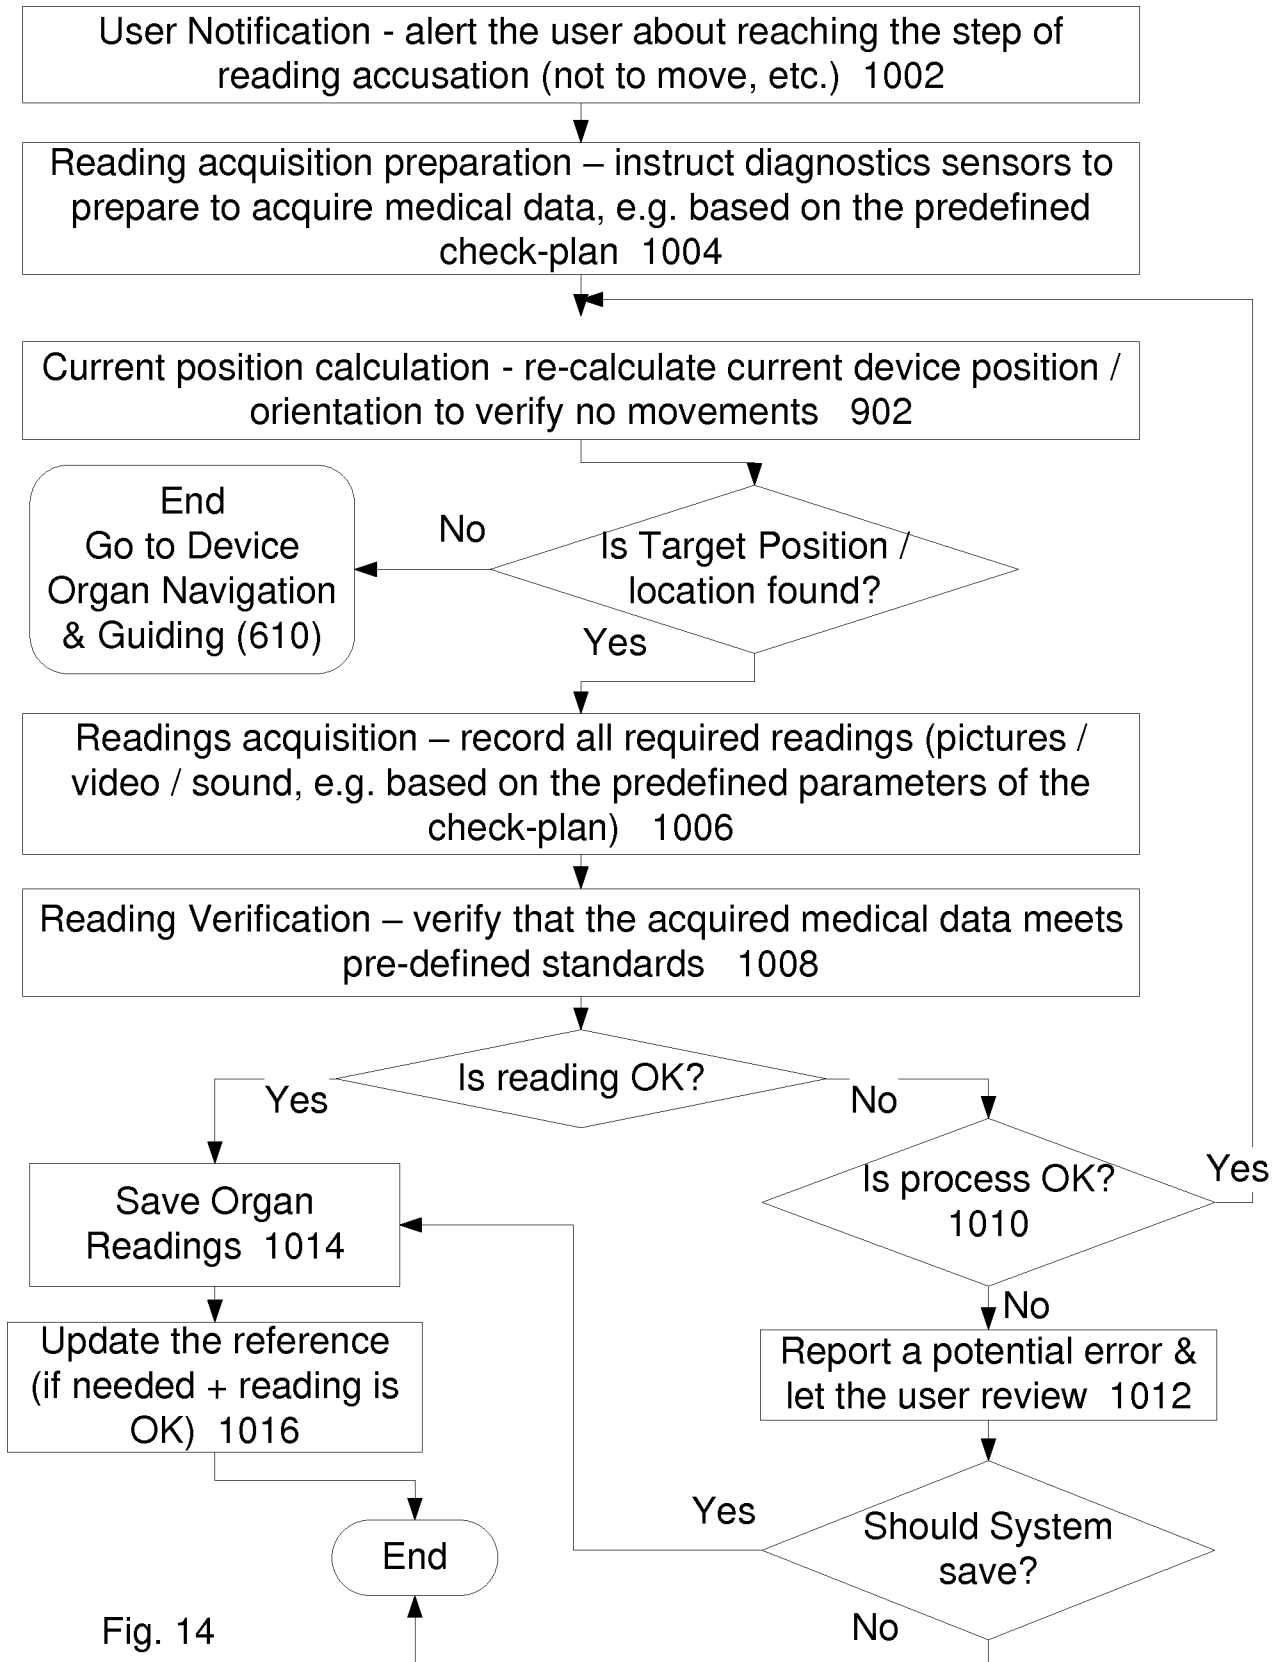 User Notification - alert the user about reaching the step of
reading accusation (not to move, etc.)  1002
Reading acquisition preparation – instruct diagnostics sensors to
prepare to acquire medical data, e.g. based on the predefined
check-plan  1004
Current position calculation - re-calculate current device position /
orientation to verify no movements   902
End
Go to Device
Organ Navigation
& Guiding (610)
No
Is Target Position /
location found?
Yes
Readings acquisition – record all required readings (pictures /
video / sound, e.g. based on the predefined parameters of the
check-plan)   1006
Reading Verification – verify that the acquired medical data meets
pre-defined standards   1008
Is reading OK?
Yes
No
Is process OK?
1010
Yes
Save Organ
Readings  1014
No
Update the reference
(if needed + reading is
OK)  1016
Report a potential error &
let the user review  1012
Yes
Should System
save?
End
No
Fig. 14